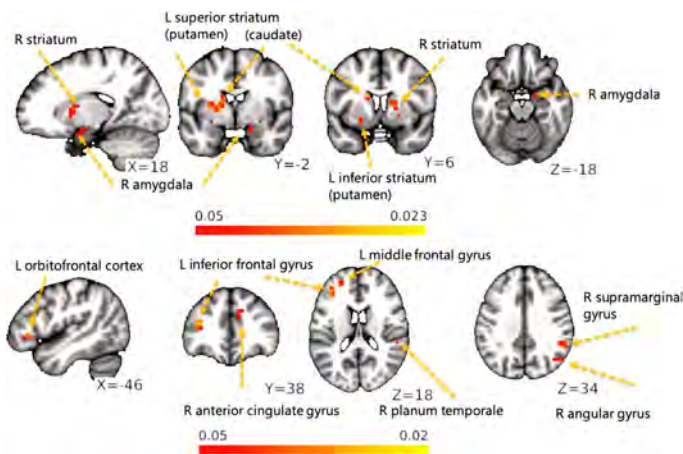 L superior striatum
(putamen) (caudate)
R striatum
R striatum
R amygdala
X=18
Y=-2
Y=6
Z=-18
R amygdala
L inferior striatum
(putamen)
0.05 0.023
L orbitofrontal cortex
L inferior frontal gyrus
L middle frontal gyrus
R supramarginal
gyrus
X=-46
Y=38
Z=18
Z=34
R anterior cingulate gyrus
R planum temporale
R angular gyrus
0.05 0.02